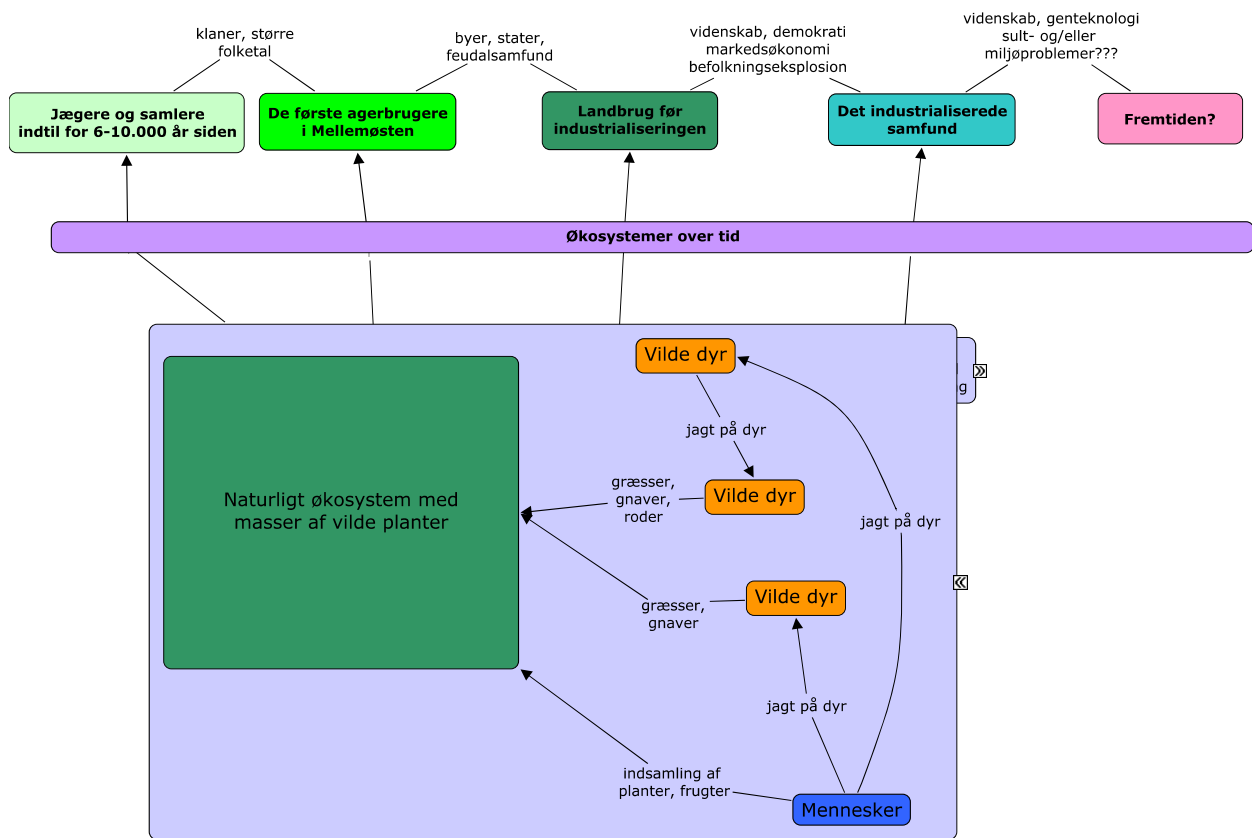 klaner, større
folketal
byer, stater,
feudalsamfund
videnskab, demokrati
markedsøkonomi
befolkningseksplosion
videnskab, genteknologi
sult- og/eller
miljøproblemer???
Jægere og samlere
indtil for 6-10.000 år siden
De første agerbrugere
i Mellemøsten
Landbrug før
industrialiseringen
Det industrialiserede
samfund
Fremtiden?
Økosystemer over tid
Vilde dyr
jagt på dyr
græsser,
gnaver,
roder
Vilde dyr
Naturligt økosystem med
masser af vilde planter
jagt på dyr
Vilde dyr
græsser,
gnaver
jagt på dyr
indsamling af
planter, frugter
Mennesker